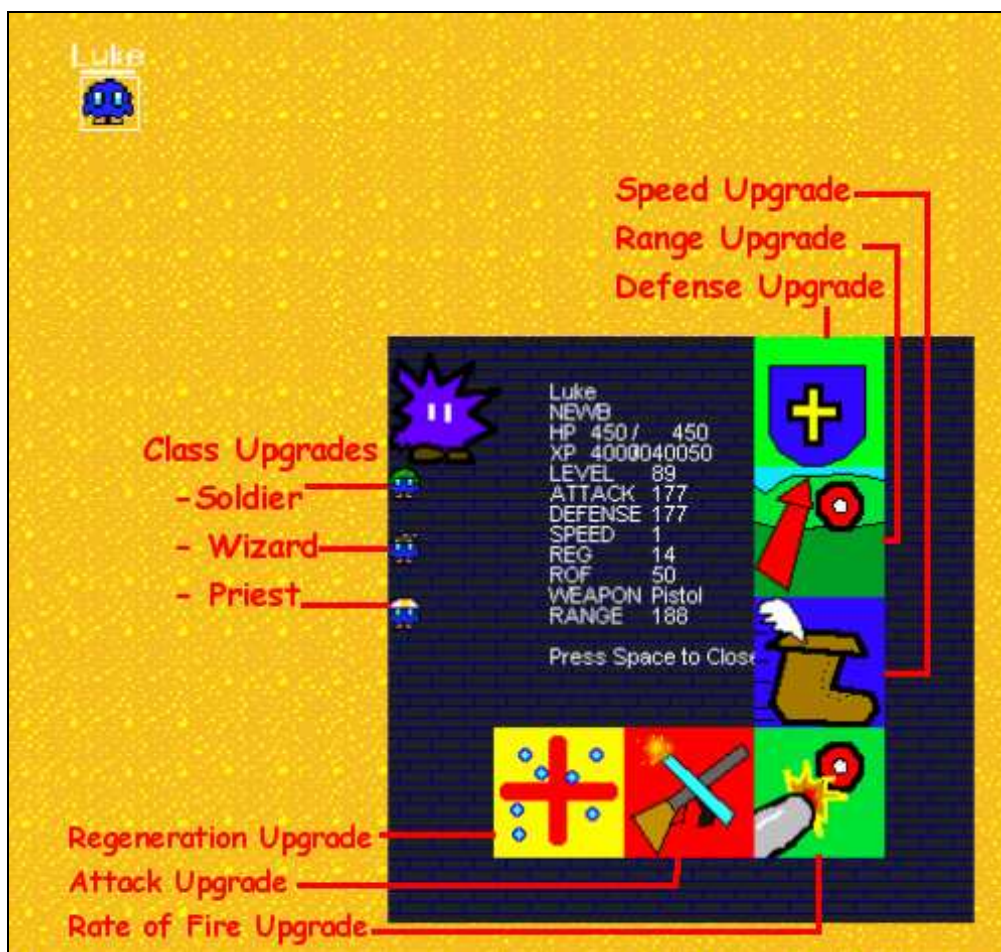 Luke
Speed Upgrade
Range Upgrade
Defense Upgrade
Luke
NEWB
HP 450 / 450
XP 4000040050
LEVEL 89
ATTACK 177
DEFENSE 177
SPEED 1
REG 14
ROF 50
WEAPON Pistol
RANGE 188
Press Space to Close
Class Upgrades
-Soldier
- Wizard
- Priest
Regeneration Upgrade
Attack Upgrade
Rate of Fire Upgrade